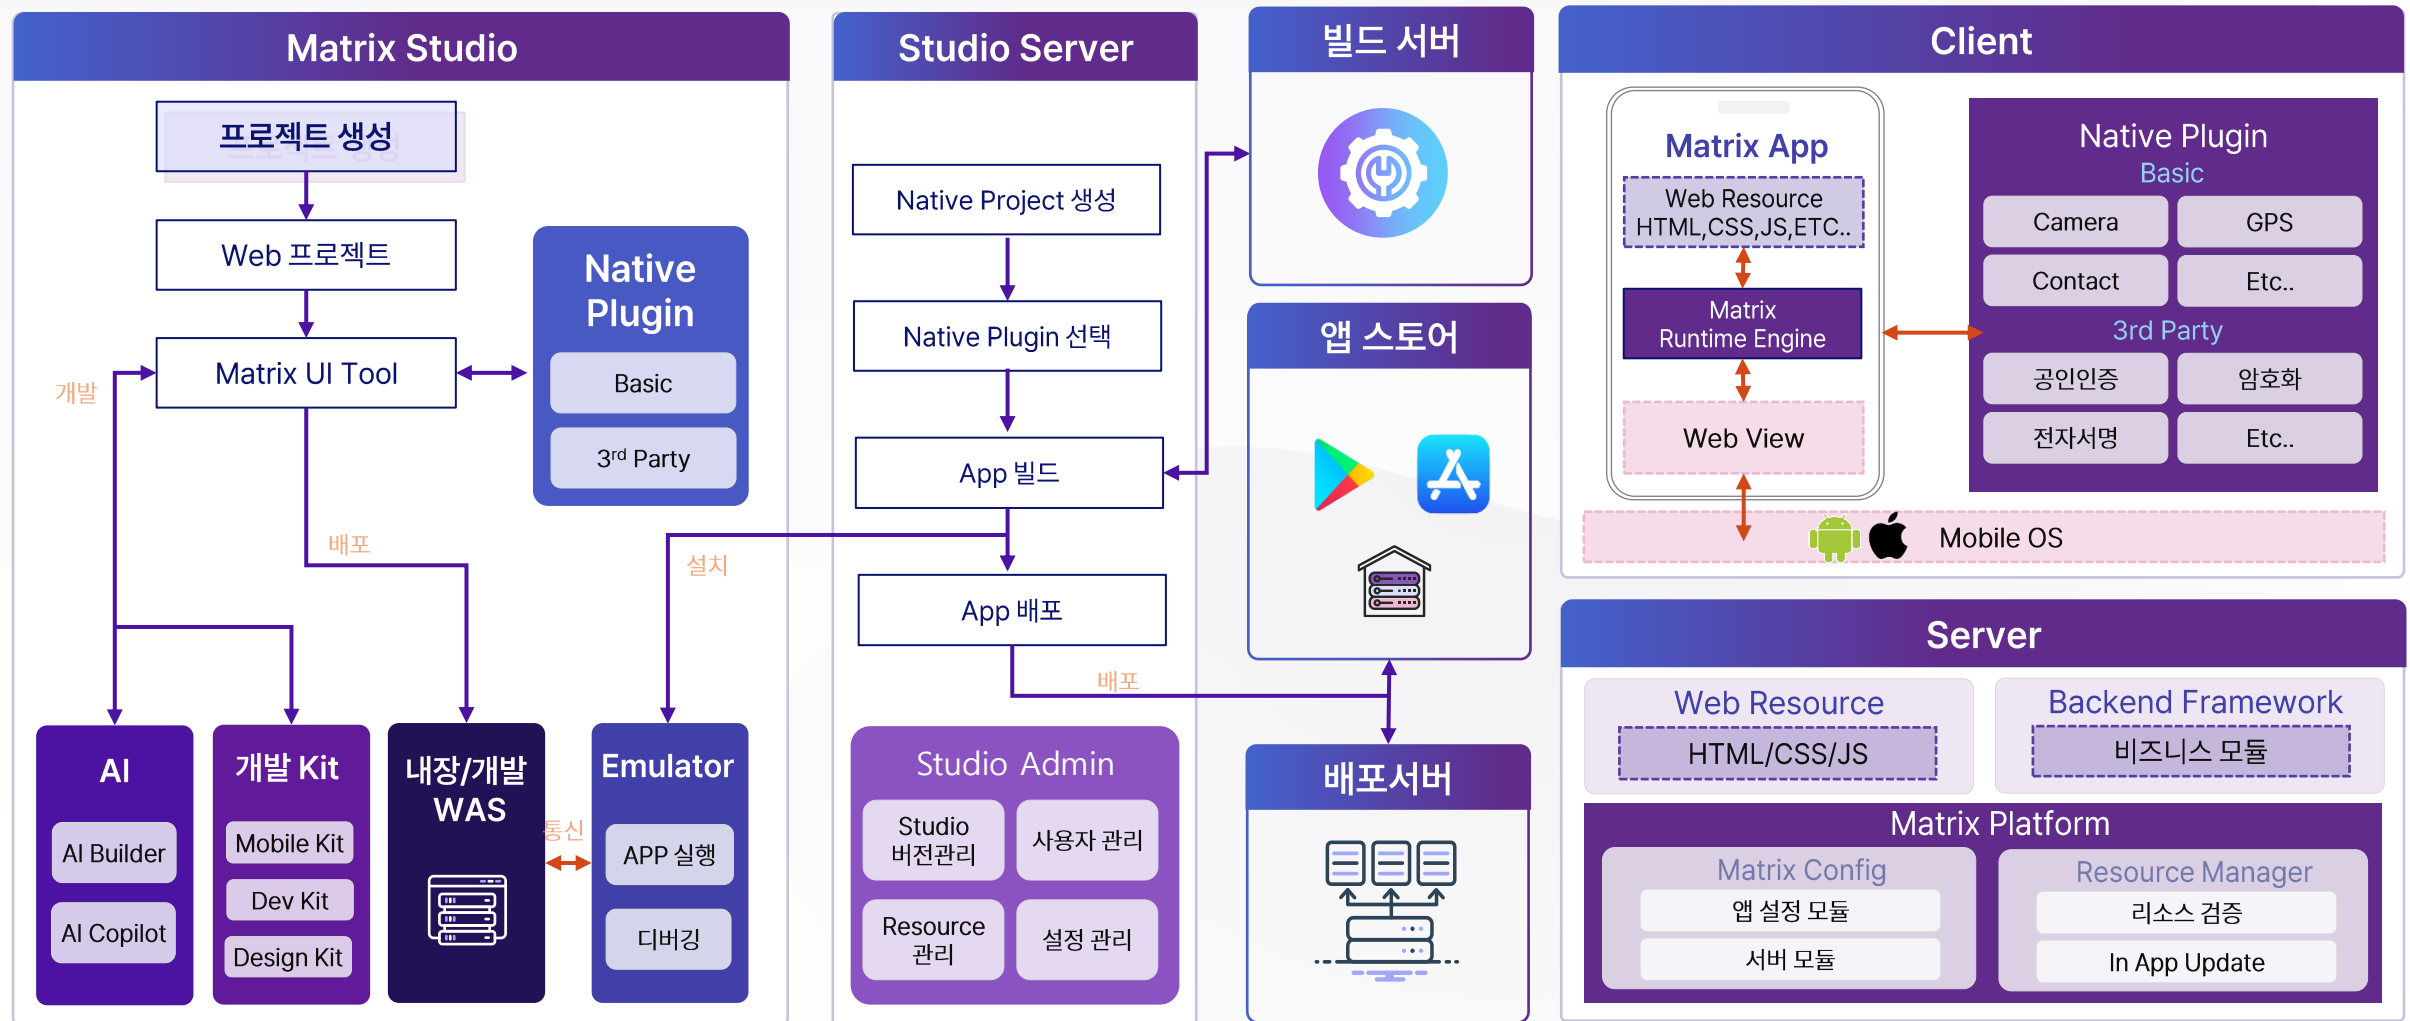 Matrix Studio
프로젝트 생성
Web 프로젝트
Matrix UI Tool
Native
Plugin
Basic
3rd Party
개발
배포
설치
AI
AI Builder
AI Copilot
개발 Kit
Mobile Kit
Dev Kit
Design Kit
내장/개발
WAS
통신
Emulator
APP 실행
디버깅
Studio Server
Native Project 생성
Native Plugin 선택
App 빌드
App 배포
배포
Studio Admin
Studio
버전관리
사용자 관리
Resource
관리
설정 관리
빌드 서버
앱 스토어
배포서버
Client
Matrix App
Web Resource
HTML,CSS,JS,ETC..
Matrix
Runtime Engine
Web View
Native Plugin
Basic
Camera
GPS
Contact
Etc..
3rd Party
공인인증
암호화
전자서명
Etc..
Mobile OS
Server
Web Resource
HTML/CSS/JS
Backend Framework
비즈니스 모듈
Matrix Platform
Matrix Config
앱 설정 모듈
서버 모듈
Resource Manager
리소스 검증
In App Update